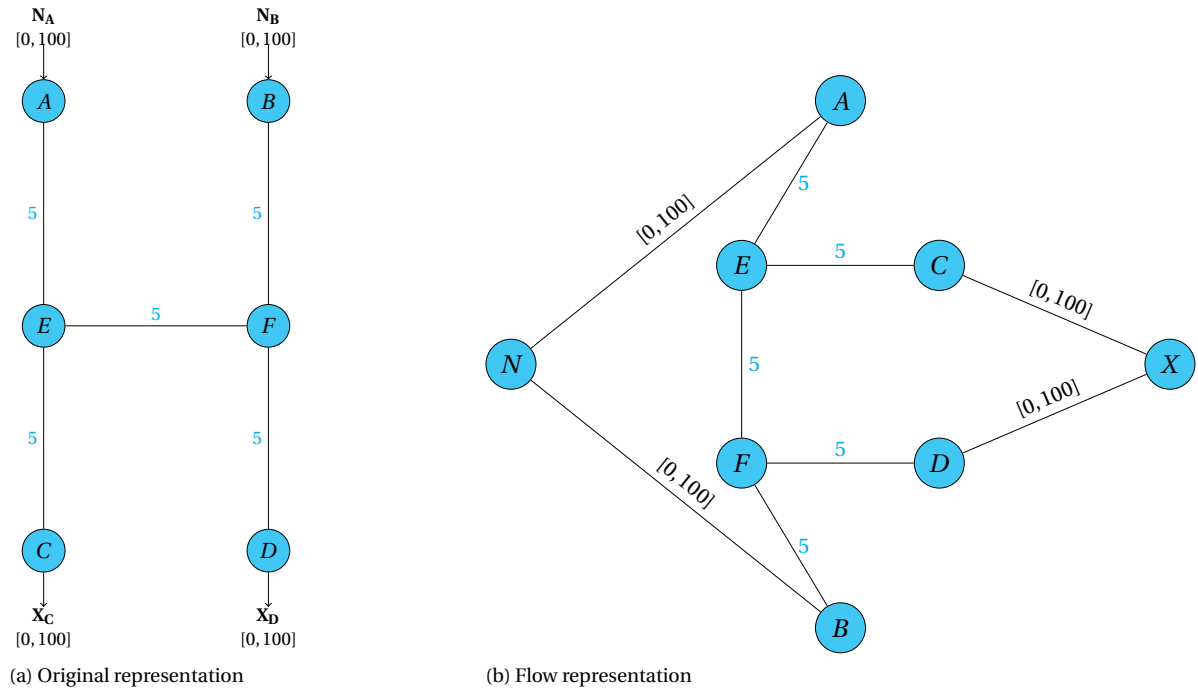 N_A
[0, 100]
N_B
[0, 100]
A
B
5
5
E
5
F
5
5
C
D
X_C
[0, 100]
X_D
[0, 100]
(a) Original representation
A
[0, 100]
5
E
5
C
[0, 100]
N
5
X
[0, 100]
F
5
D
[0, 100]
5
B
(b) Flow representation